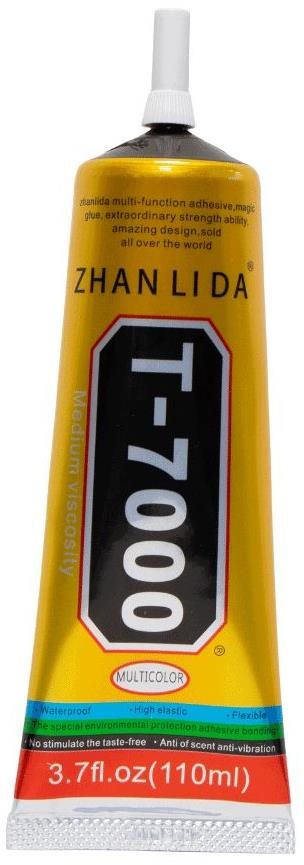 zhanlida multi-function adhesive,magic
glue, extraordinary strength ability,
amazing design,sold
all over the world
ZHANLIDA®
T-7000®
Medium viscosity
MULTICOLOR
·Waterproof ·High elastic ·Flexible
The special environmental protection adhesive bonding
·No stimulate the taste-free ·Anti of scent anti-vibration
3.7fl.oz(110ml)